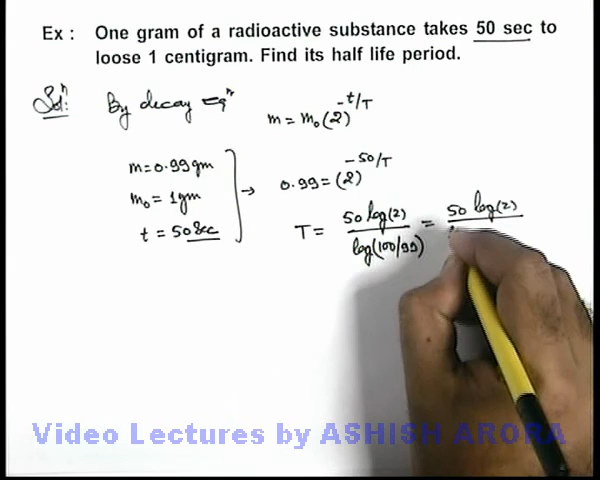 Ex : One gram of a radioactive substance takes 50 sec to
loose 1 centigram. Find its half life period.
Solⁿ: By decay eqⁿ m = m₀(2)^(-t/T)
m = 0.99 gm
m₀ = 1 gm
t = 50 sec
→ 0.99 = (2)^(-50/T)
T = 50 log(2) / log(100/99) = 50 log(2)
Video Lectures by ASHISH ARORA